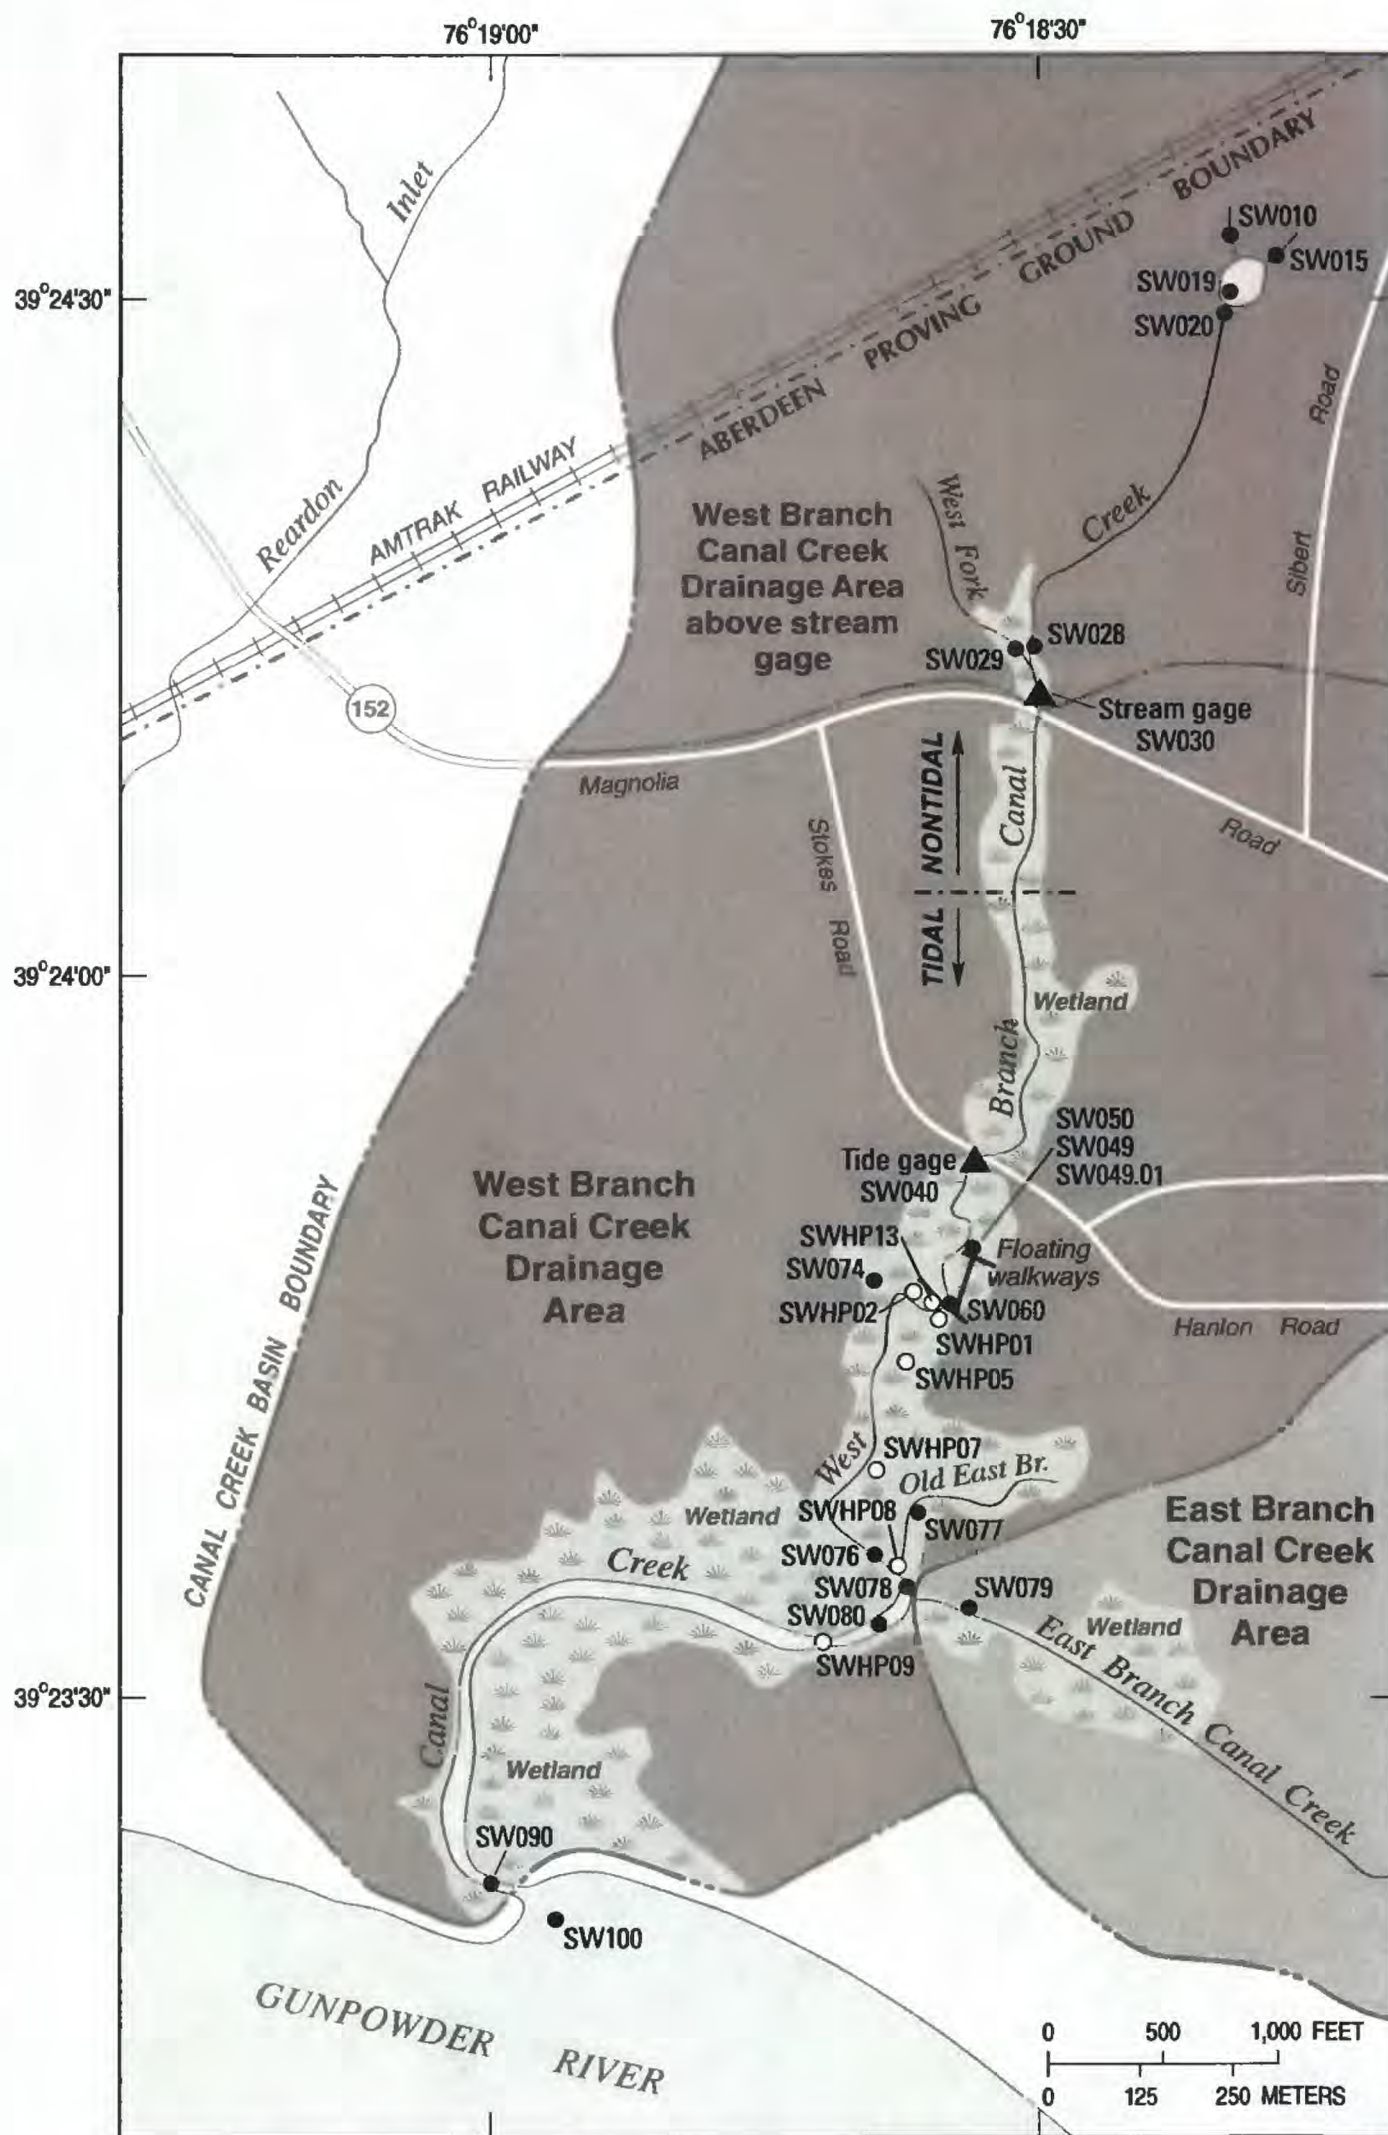 76°19'00"
76°18'30"
Inlet
BOUNDARY
SW010
SW015
GROUND
SW019
39°24'30"
SW020
PROVING
Road
ABERDEEN
RAILWAY
AMTRAK
Reardon
West Fork
Creek
West Branch
Canal Creek
Drainage Area
above stream
gage
Sibert
SW028
SW029
152
Stream gage
SW030
Magnolia
NONTIDAL
Canal
Road
Stokes
Road
TIDAL
39°24'00"
Wetland
Branch
SW050
SW049
SW049.01
Tide gage
SW040
West Branch
Canal Creek
Drainage
Area
SWHP13
Floating
walkways
SW074
SWHP02
SW060
Hanlon Road
SWHP01
SWHP05
CANAL CREEK BASIN BOUNDARY
West
SWHP07
Old East Br.
Wetland
SWHP08
SW077
East Branch
Canal Creek
Drainage
Area
SW076
Creek
SW078
SW079
SW080
Wetland
East Branch Canal Creek
SWHP09
39°23'30"
Canal
Wetland
SW090
SW100
GUNPOWDER RIVER
0 500 1,000 FEET
0 125 250 METERS